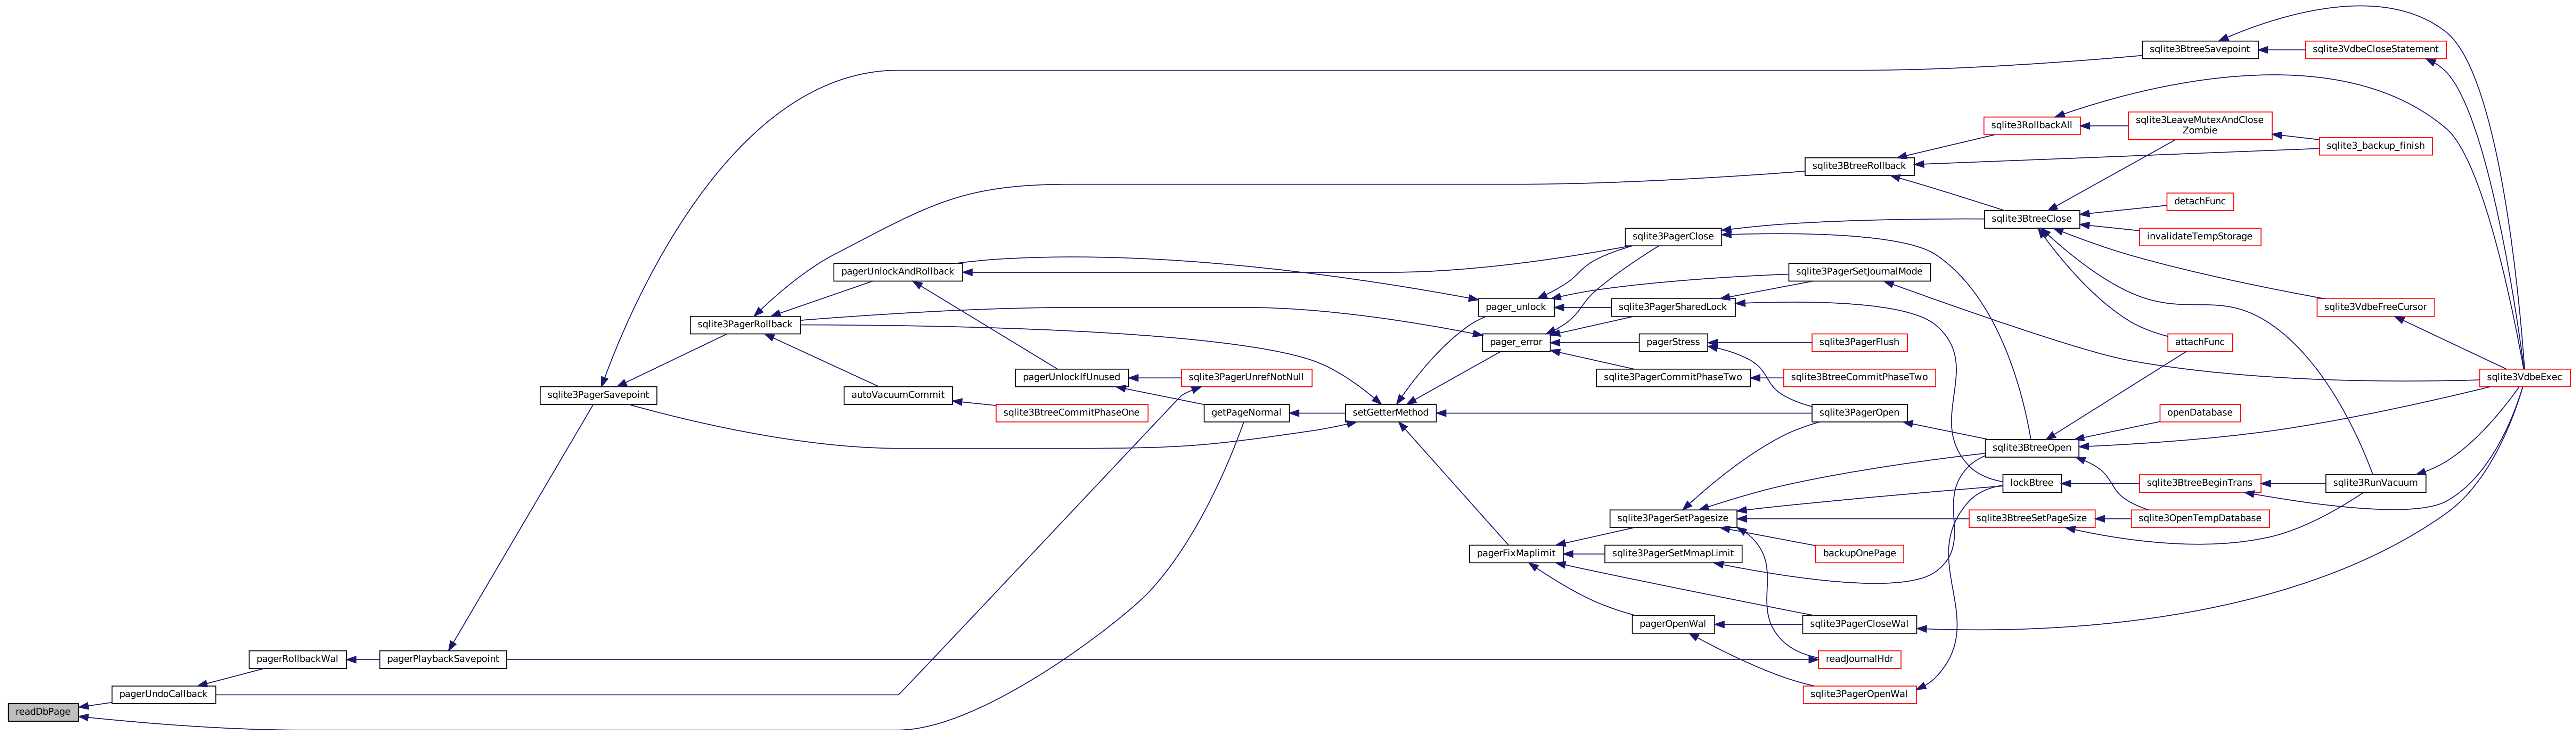 sqlite3BtreeSavepoint
sqlite3VdbeCloseStatement
sqlite3RollbackAll
sqlite3LeaveMutexAndClose
Zombie
sqlite3_backup_finish
sqlite3BtreeRollback
detachFunc
sqlite3BtreeClose
sqlite3PagerClose
invalidateTempStorage
pagerUnlockAndRollback
sqlite3PagerSetJournalMode
pager_unlock
sqlite3PagerSharedLock
sqlite3VdbeFreeCursor
sqlite3PagerRollback
pager_error
pagerStress
sqlite3PagerFlush
attachFunc
pagerUnlockIfUnused
sqlite3PagerUnrefNotNull
sqlite3PagerCommitPhaseTwo
sqlite3BtreeCommitPhaseTwo
sqlite3VdbeExec
sqlite3PagerSavepoint
autoVacuumCommit
sqlite3BtreeCommitPhaseOne
getPageNormal
setGetterMethod
sqlite3PagerOpen
openDatabase
sqlite3BtreeOpen
lockBtree
sqlite3BtreeBeginTrans
sqlite3RunVacuum
sqlite3PagerSetPagesize
sqlite3BtreeSetPageSize
sqlite3OpenTempDatabase
pagerFixMaplimit
sqlite3PagerSetMmapLimit
backupOnePage
pagerOpenWal
sqlite3PagerCloseWal
pagerRollbackWal
pagerPlaybackSavepoint
readJournalHdr
pagerUndoCallback
sqlite3PagerOpenWal
readDbPage